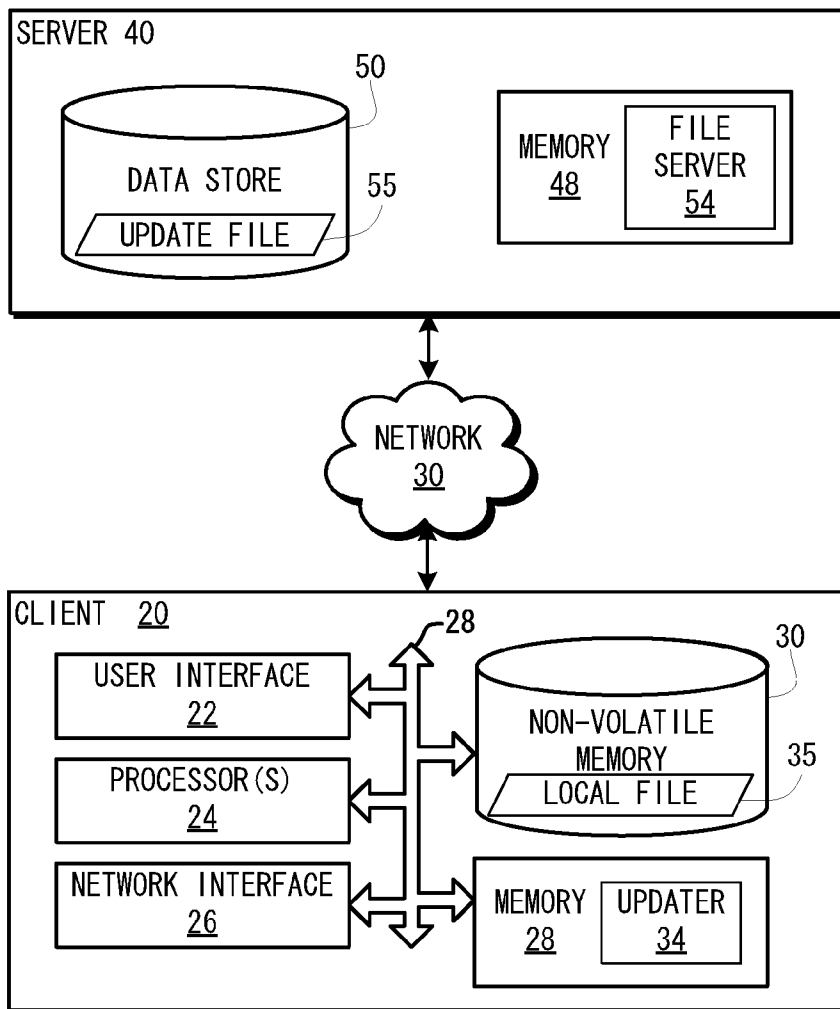 SERVER 40
50
DATA STORE
55
UPDATE FILE
MEMORY
48
FILE
SERVER
54
NETWORK
30
CLIENT 20
28
USER INTERFACE
22
PROCESSOR(S)
24
NETWORK INTERFACE
26
30
NON-VOLATILE
MEMORY
35
LOCAL FILE
MEMORY
28
UPDATER
34